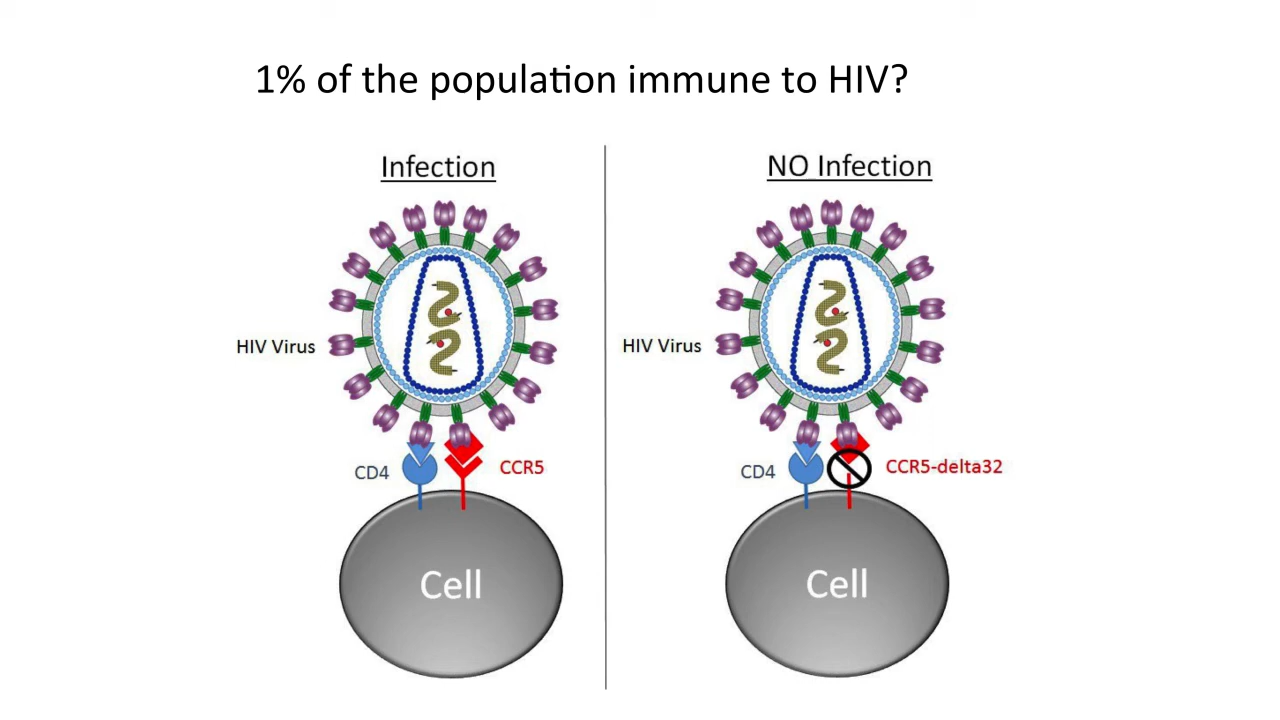 1% of the population immune to HIV?
Infection
HIV Virus
CD4
CCR5
Cell
NO Infection
HIV Virus
CD4
CCR5-delta32
Cell